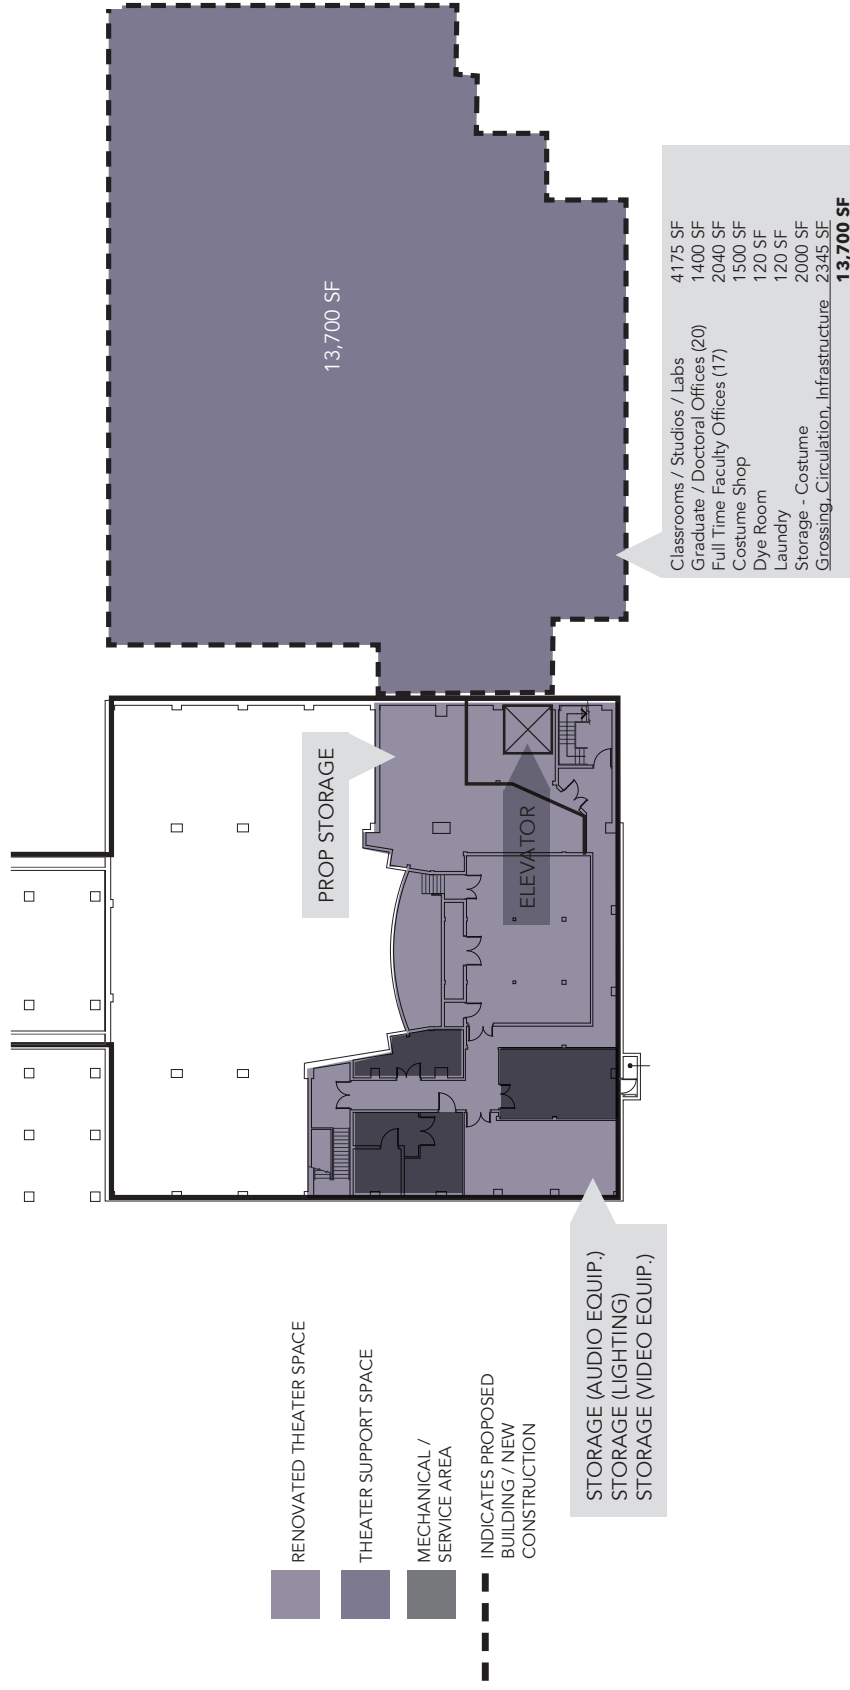 RENOVATED THEATER SPACE
THEATER SUPPORT SPACE
MECHANICAL /
SERVICE AREA
INDICATES PROPOSED
BUILDING / NEW
CONSTRUCTION
STORAGE (AUDIO EQUIP.)
STORAGE (LIGHTING)
STORAGE (VIDEO EQUIP.)
PROP STORAGE
ELEVATOR
13,700 SF
Classrooms / Studios / Labs 4175 SF
Graduate / Doctoral Offices (20) 1400 SF
Full Time Faculty Offices (17) 2040 SF
Costume Shop 1500 SF
Dye Room 120 SF
Laundry 120 SF
Storage - Costume 2000 SF
Grossing, Circulation, Infrastructure 2345 SF
13,700 SF